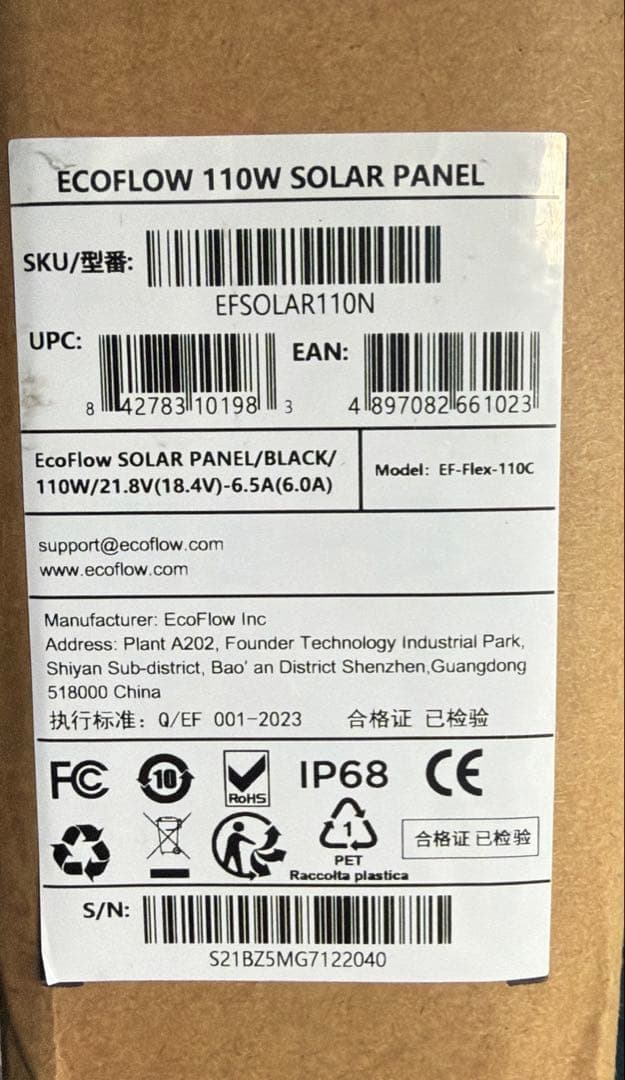 ECOFLOW 110W SOLAR PANEL
SKU/型番:
EFSOLAR110N
UPC:
8 42783 10198 3
EAN:
4 897082 661023
EcoFlow SOLAR PANEL/BLACK/
110W/21.8V(18.4V)-6.5A(6.0A)
Model: EF-Flex-110C
support@ecoflow.com
www.ecoflow.com
Manufacturer: EcoFlow Inc
Address: Plant A202, Founder Technology Industrial Park,
Shiyan Sub-district, Bao' an District Shenzhen,Guangdong
518000 China
执行标准: Q/EF 001-2023 合格证 已检验
FC 10 RoHS IP68 CE
1
PET
Raccolta plastica
合格证 已检验
S/N:
S21BZ5MG7122040